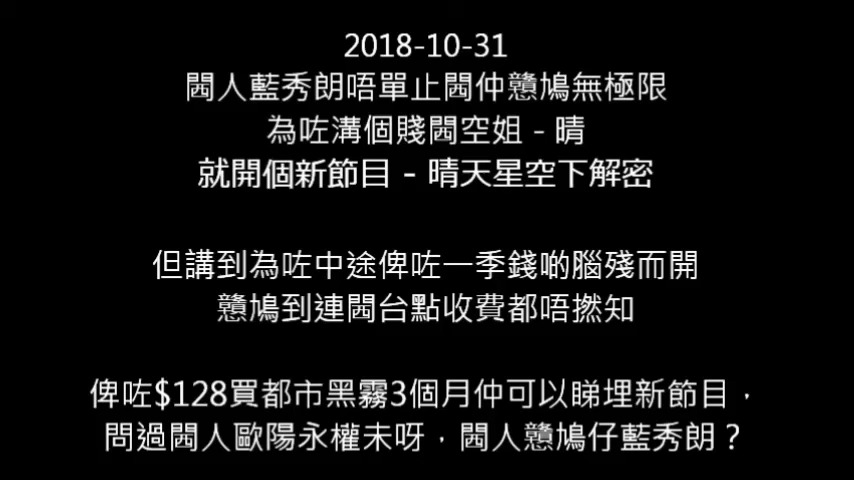 2018-10-31
閪人藍秀朗唔單止閪仲戇鳩無極限
為咗溝個賤閪空姐 - 晴
就開個新節目 - 晴天星空下解密
但講到為咗中途俾咗一季錢啲腦殘而開
戇鳩到連閪台點收費都唔撚知
俾咗$128買都市黑霧3個月仲可以睇埋新節目，
問過閪人歐陽永權未呀，閪人戇鳩仔藍秀朗？